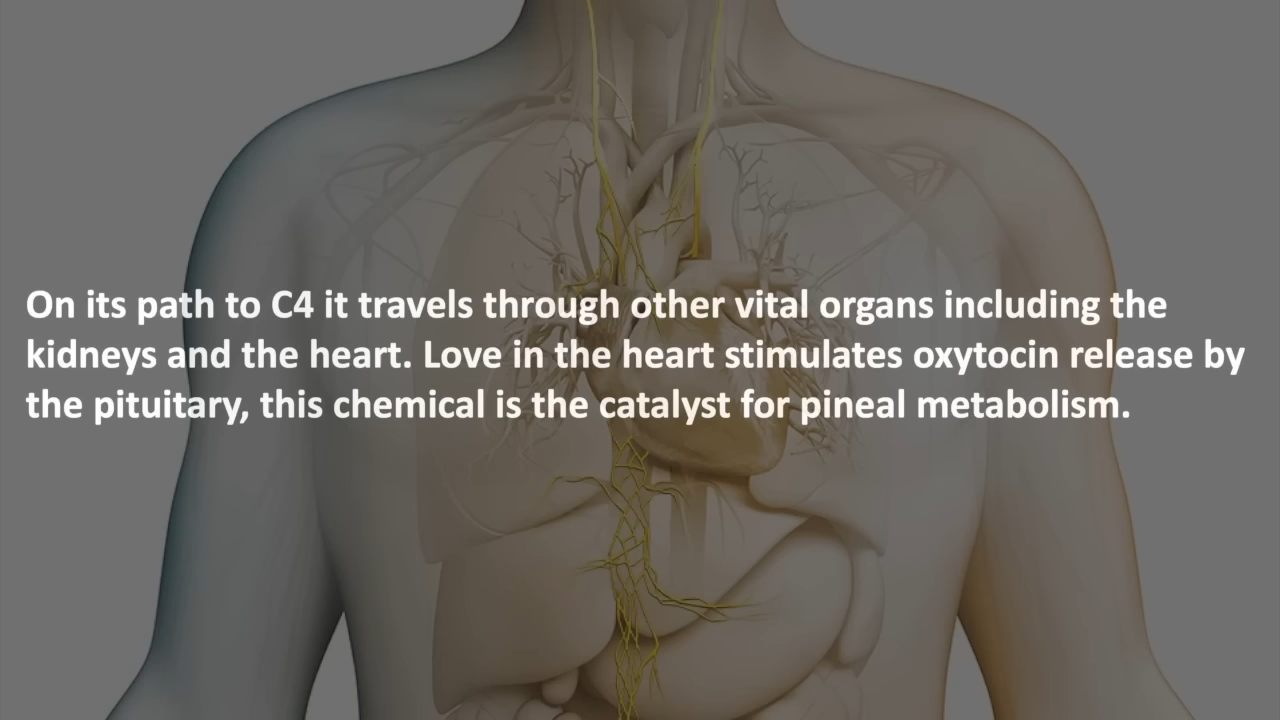 On its path to C4 it travels through other vital organs including the
kidneys and the heart. Love in the heart stimulates oxytocin release by
the pituitary, this chemical is the catalyst for pineal metabolism.